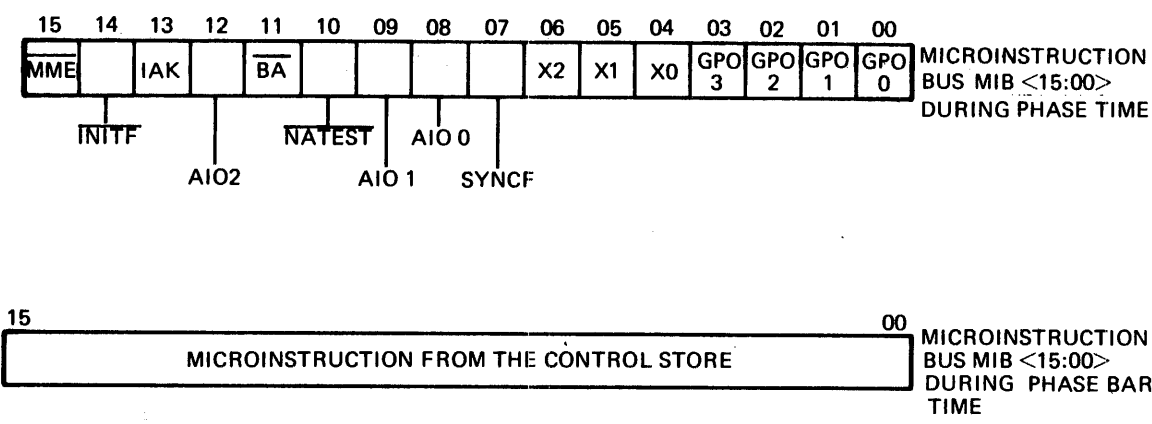 15 14 13 12 11 10 09 08 07 06 05 04 03 02 01 00
MME IAK BA X2 X1 X0 GPO 3 GPO 2 GPO 1 GPO 0
MICROINSTRUCTION
BUS MIB <15:00>
DURING PHASE TIME
INITF NATEST AIO 0
AIO2 AIO 1 SYNCF
15 00
MICROINSTRUCTION FROM THE CONTROL STORE
MICROINSTRUCTION
BUS MIB <15:00>
DURING PHASE BAR
TIME